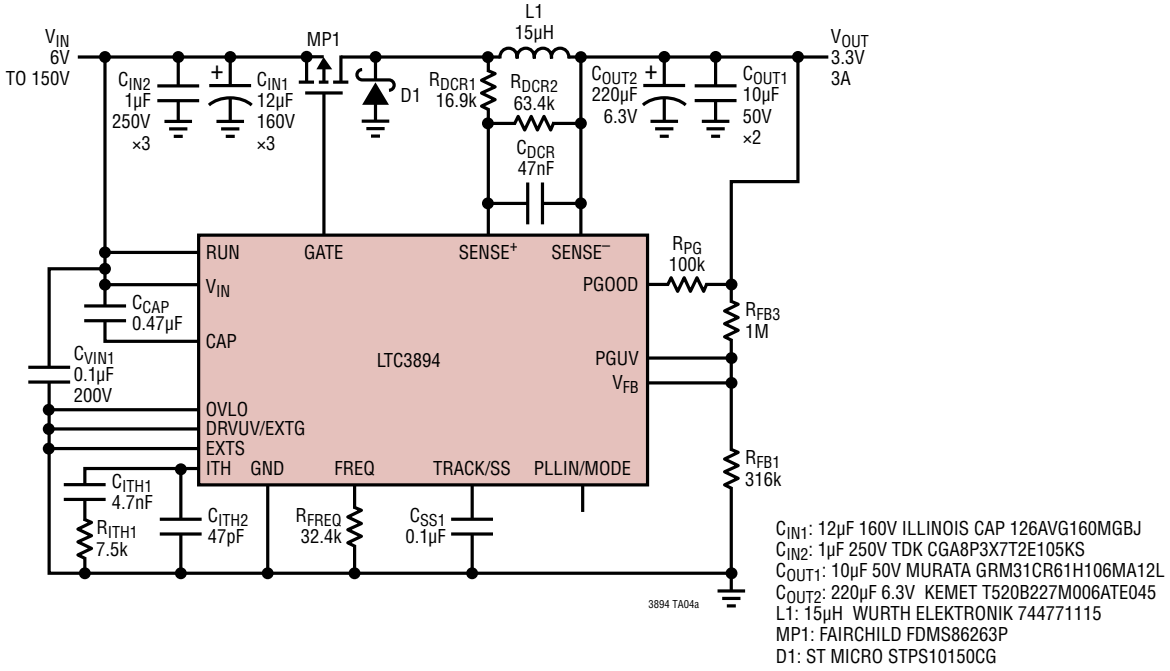 L1
15µH
MP1
VIN
6V
TO 150V
CIN2
1µF
250V
×3
+
CIN1
12µF
160V
×3
D1
RDCR1
16.9k
RDCR2
63.4k
CDCR
47nF
COUT2
220µF
6.3V
+
COUT1
10µF
50V
×2
VOUT
3.3V
3A
RUN
GATE
SENSE+
SENSE–
VIN
PGOOD
RPG
100k
CCAP
0.47µF
CAP
LTC3894
RFB3
1M
PGUV
VFB
CVIN1
0.1µF
200V
OVLO
DRVUV/EXTG
EXTS
ITH
GND
FREQ
TRACK/SS
PLLIN/MODE
RFB1
316k
CITH1
4.7nF
RITH1
7.5k
CITH2
47pF
RFREQ
32.4k
CSS1
0.1µF
3894 TA04a
CIN1: 12µF 160V ILLINOIS CAP 126AVG160MGBJ
CIN2: 1µF 250V TDK CGA8P3X7T2E105KS
COUT1: 10µF 50V MURATA GRM31CR61H106MA12L
COUT2: 220µF 6.3V KEMET T520B227M006ATE045
L1: 15µH WURTH ELEKTRONIK 744771115
MP1: FAIRCHILD FDMS86263P
D1: ST MICRO STPS10150CG